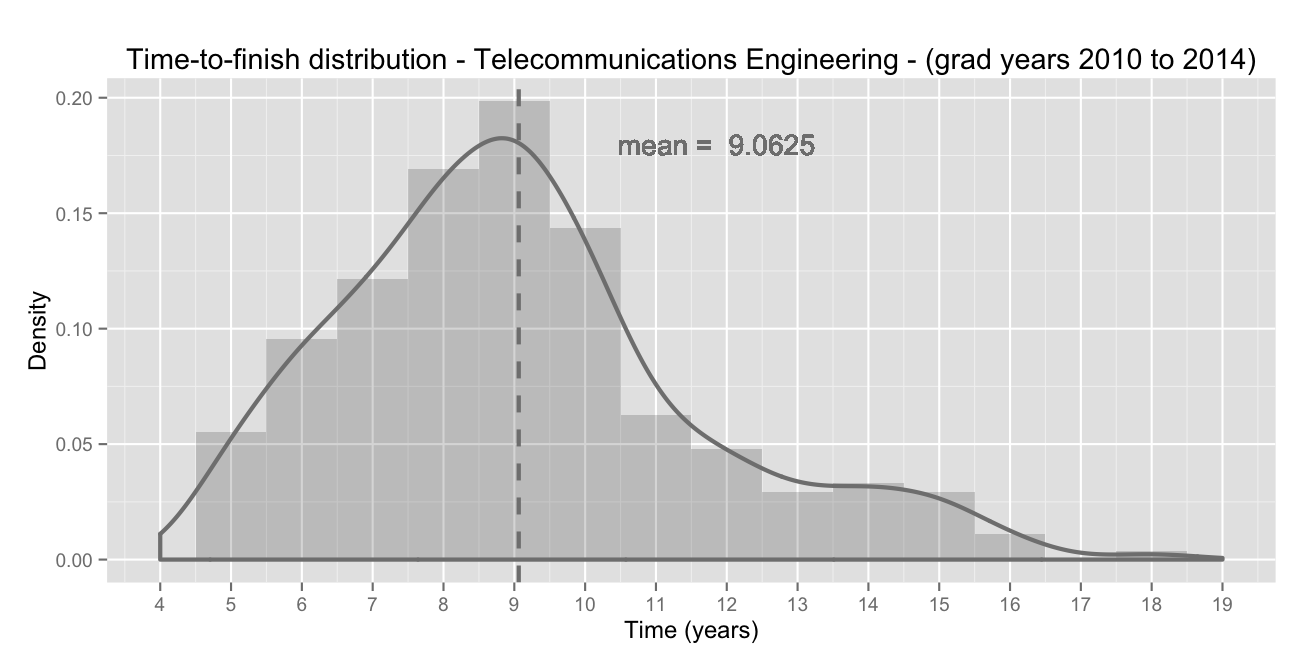 Time-to-finish distribution - Telecommunications Engineering - (grad years 2010 to 2014)
0.20
mean = 9.0625
0.15
Density
0.10
0.05
0.00
4 5 6 7 8 9 10 11 12 13 14 15 16 17 18 19
Time (years)